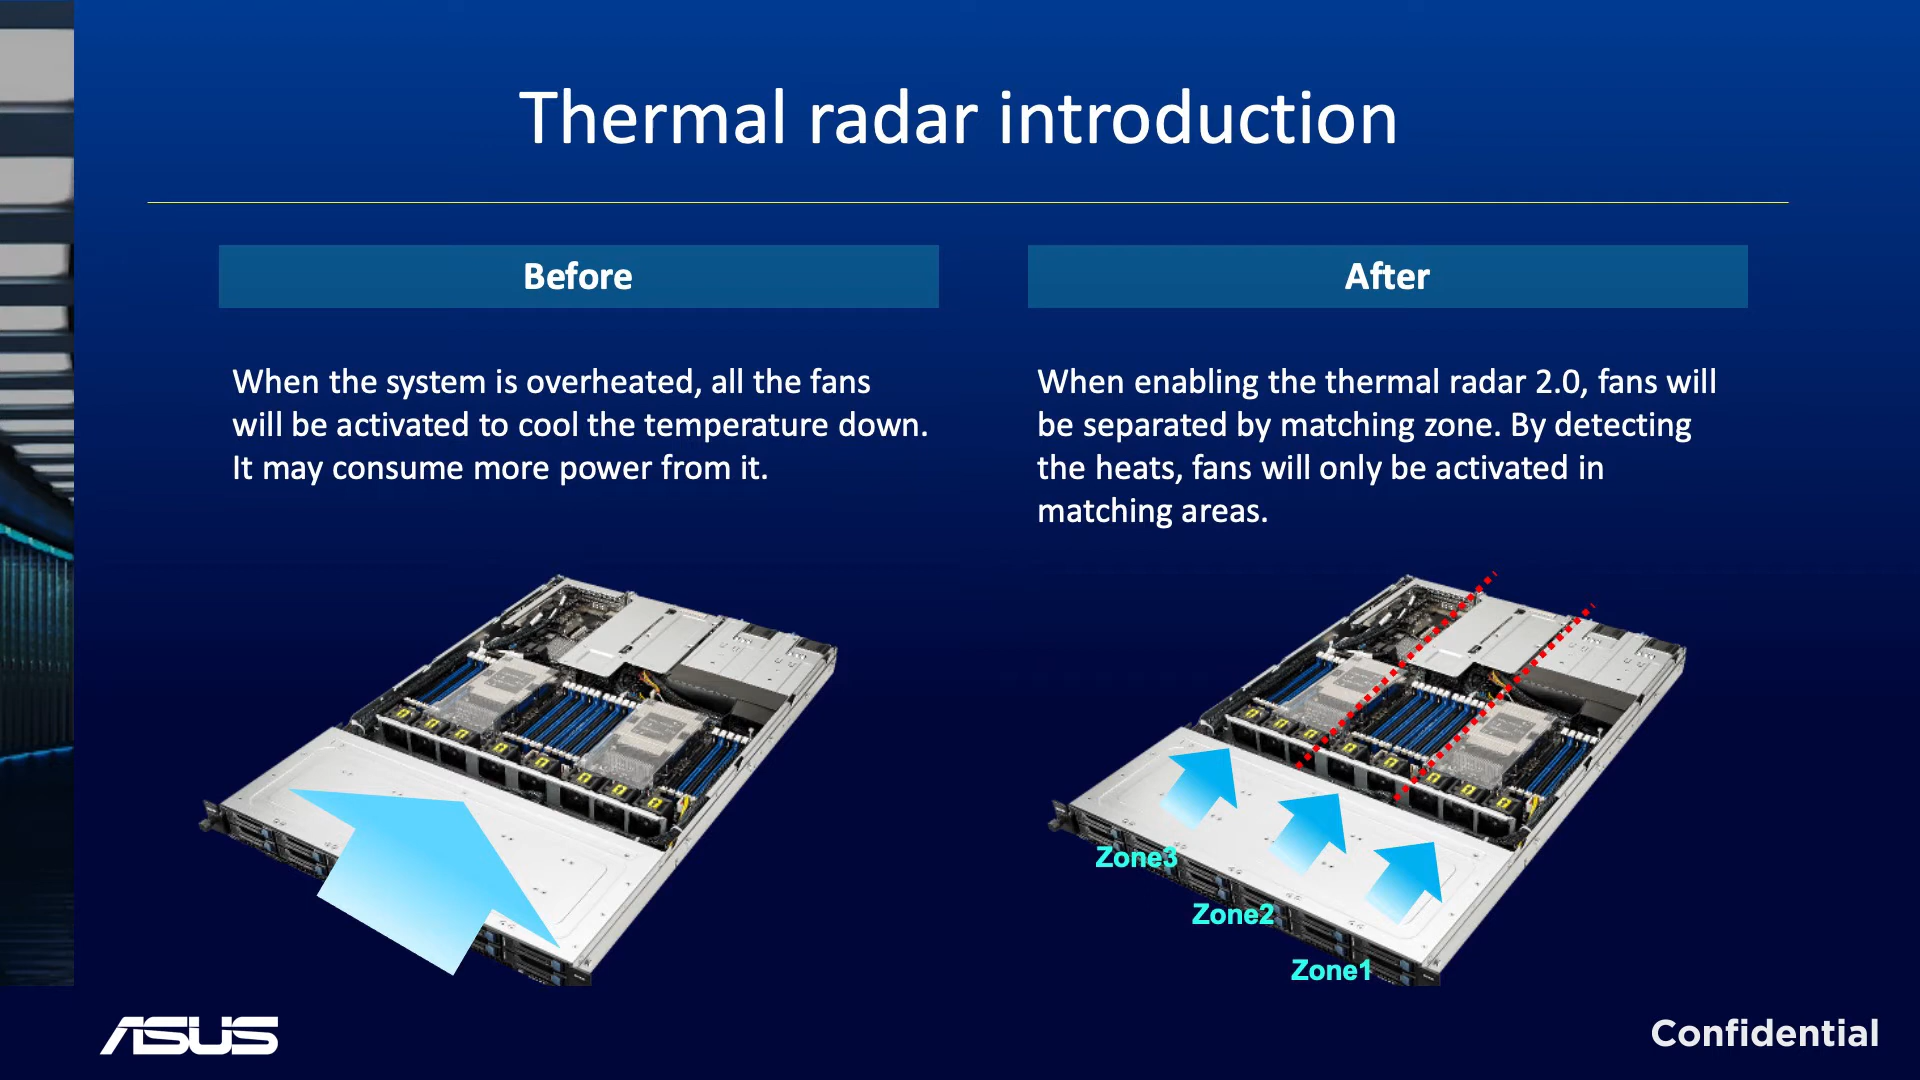 Thermal radar introduction
Before
When the system is overheated, all the fans
will be activated to cool the temperature down.
It may consume more power from it.
After
When enabling the thermal radar 2.0, fans will
be separated by matching zone. By detecting
the heats, fans will only be activated in
matching areas.
Zone3
Zone2
Zone1
ASUS
Confidential